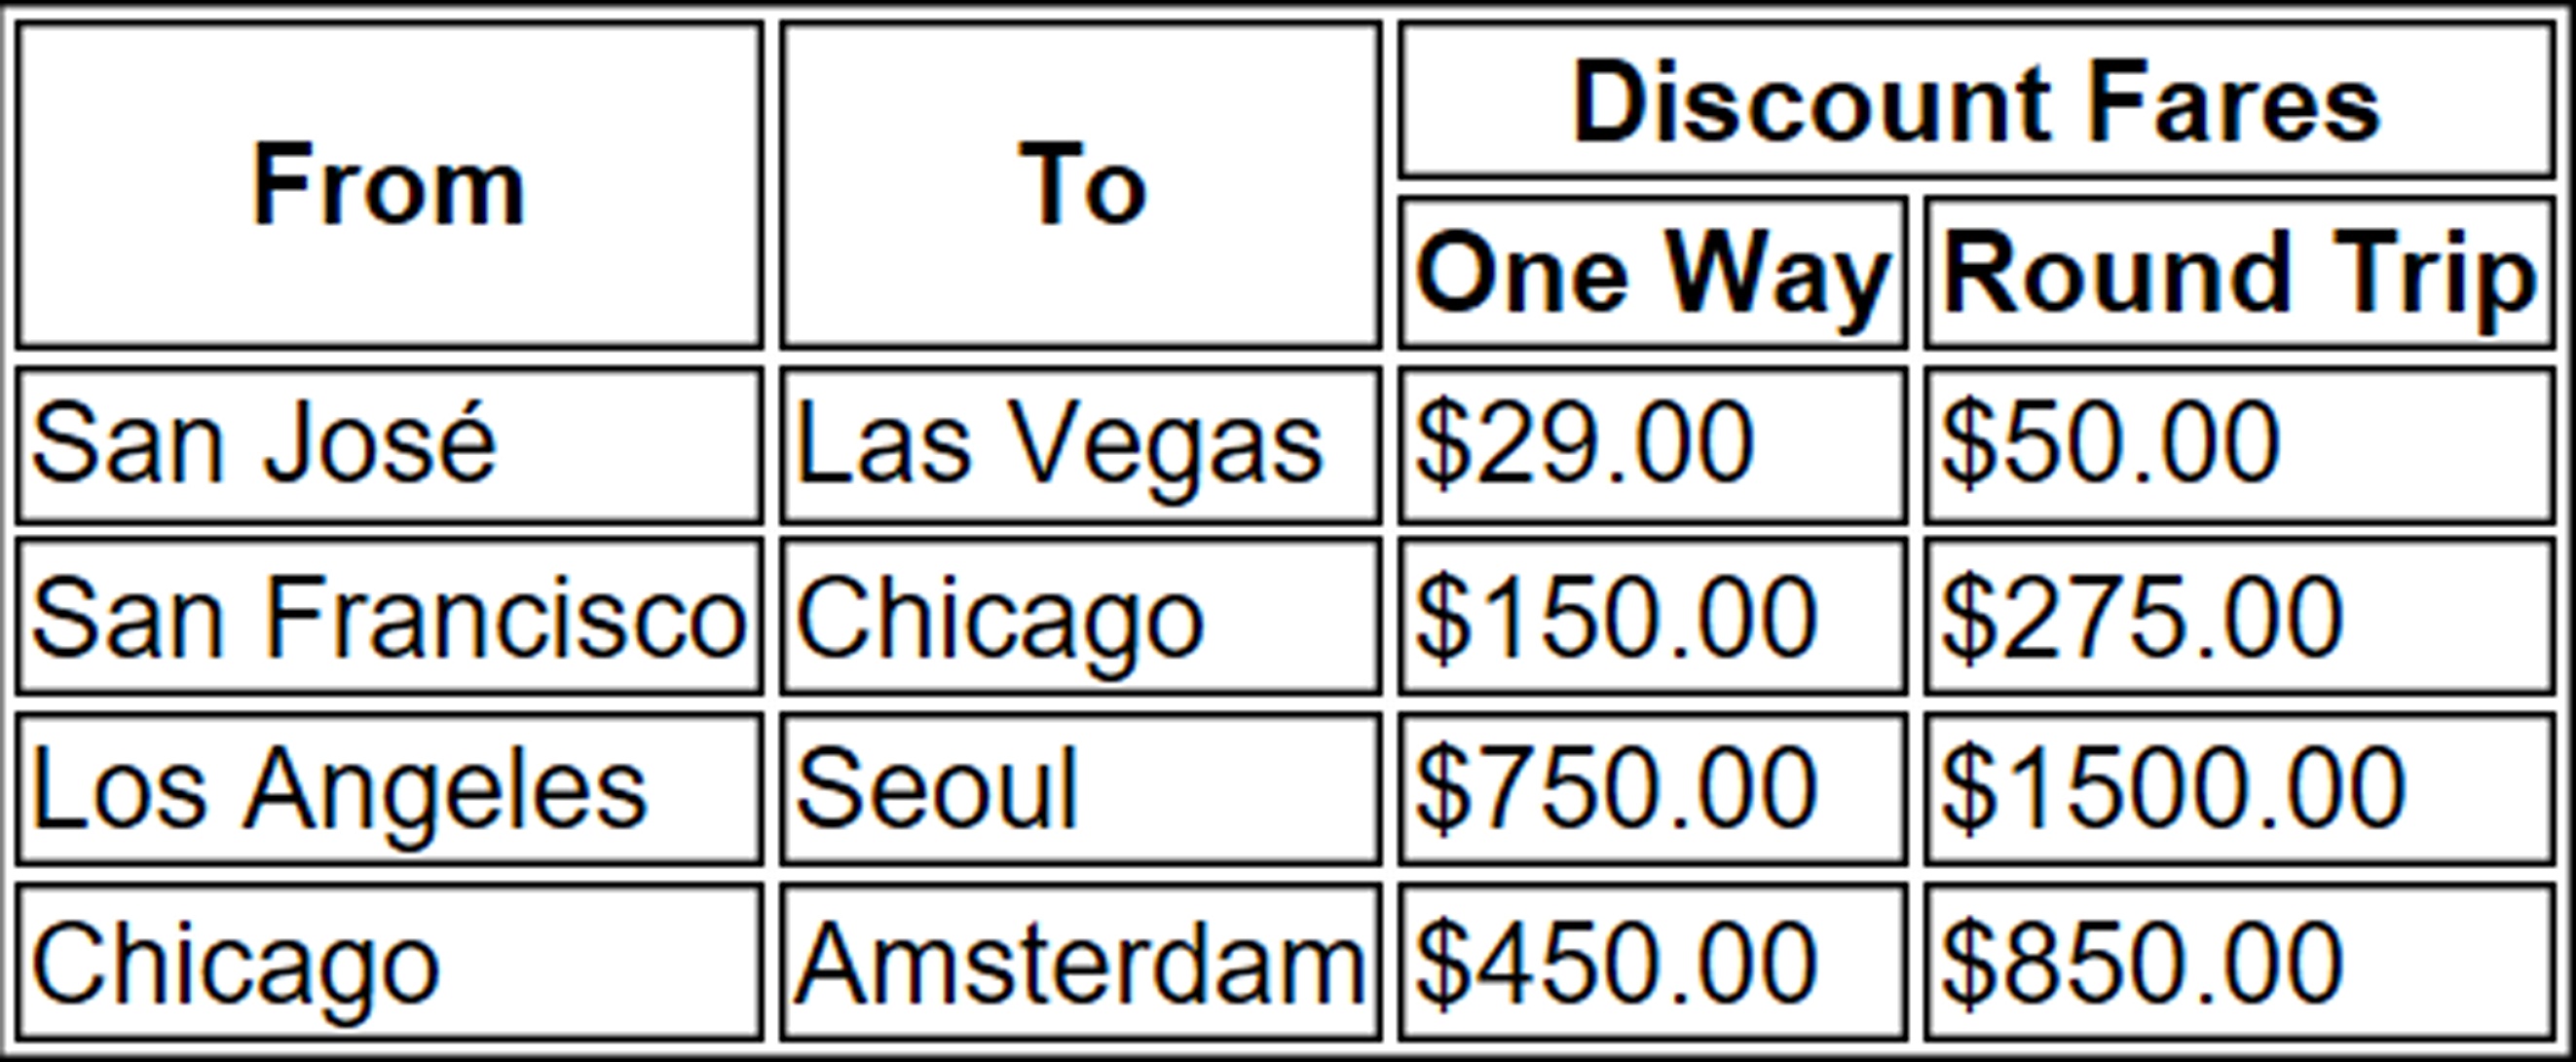 From To Discount Fares
One Way Round Trip
San José Las Vegas $29.00 $50.00
San Francisco Chicago $150.00 $275.00
Los Angeles Seoul $750.00 $1500.00
Chicago Amsterdam $450.00 $850.00